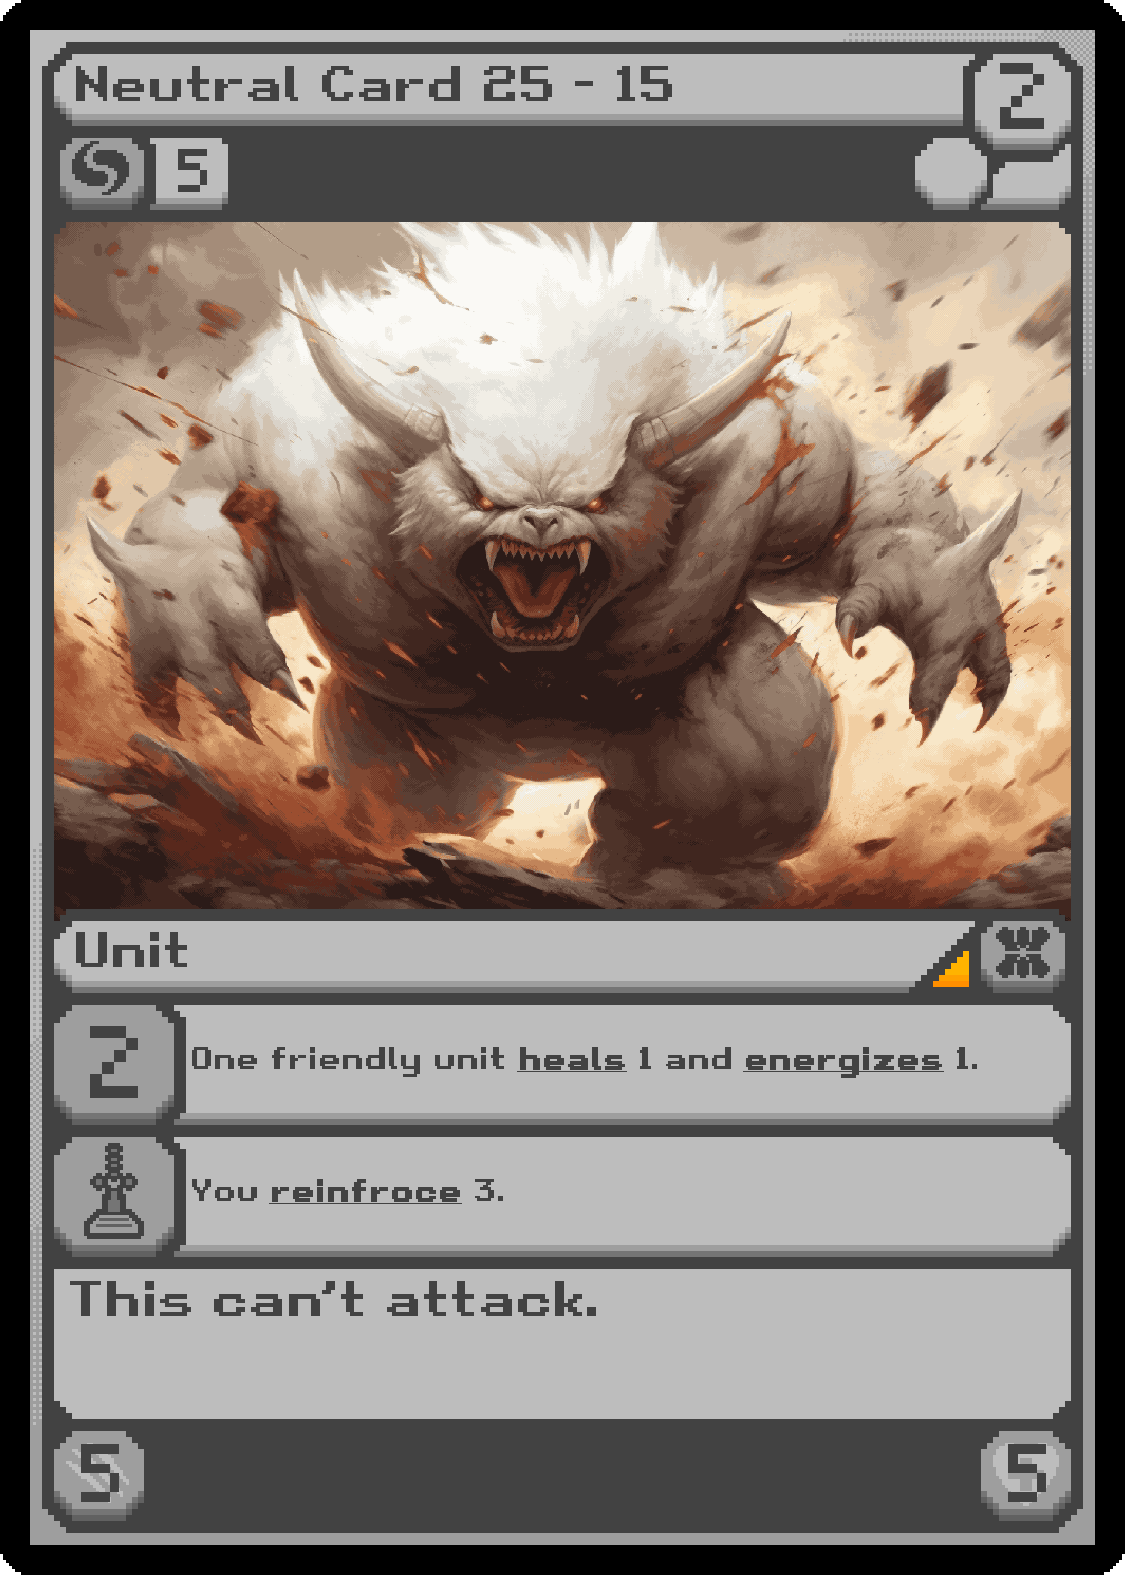 Neutral Card 25 - 15
2
5
Unit
2
One friendly unit heals 1 and energizes 1.
You reinfroce 3.
This can't attack.
5
5